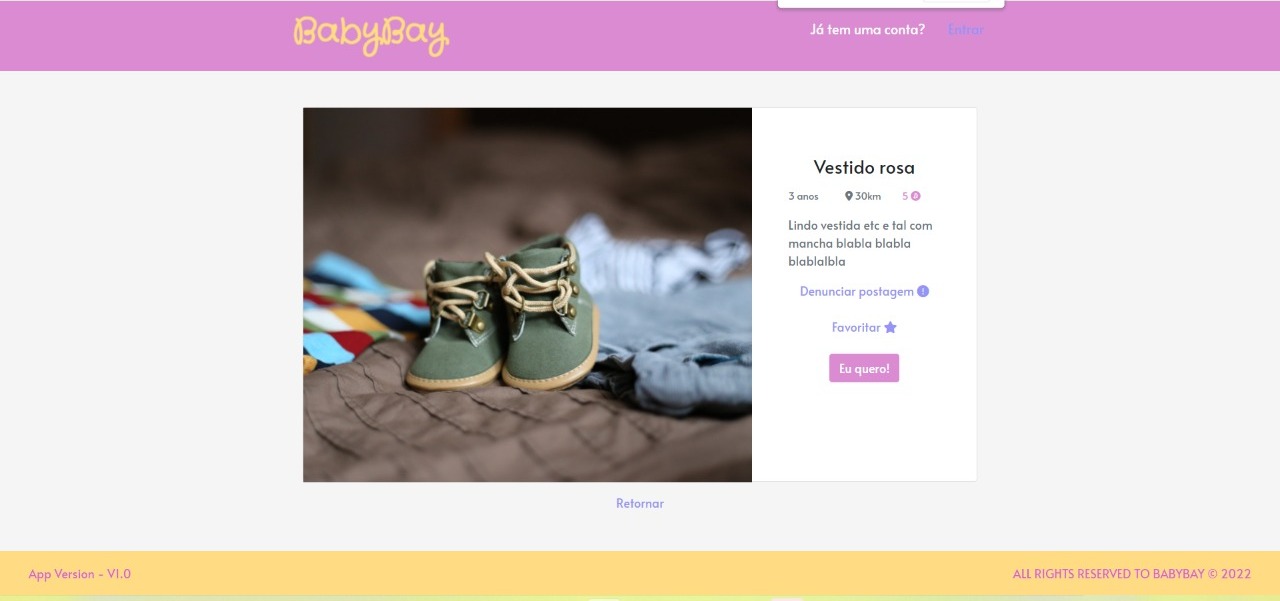 BabyBay
Já tem uma conta? Entrar
Vestido rosa
3 anos 30km 5
Lindo vestida etc e tal com
mancha blabla blabla
blablalbla
Denunciar postagem
Favoritar
Eu quero!
Retornar
App Version - V1.0
ALL RIGHTS RESERVED TO BABYBAY © 2022